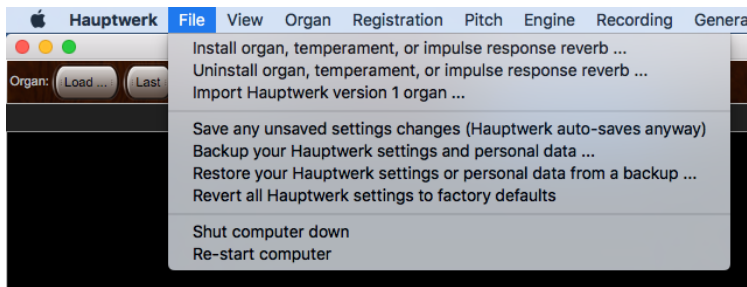 Hauptwerk File View Organ Registration Pitch Engine Recording Genera
Install organ, temperament, or impulse response reverb ...
Uninstall organ, temperament, or impulse response reverb ...
Import Hauptwerk version 1 organ ...
Organ: Load ... Last
Save any unsaved settings changes (Hauptwerk auto-saves anyway)
Backup your Hauptwerk settings and personal data ...
Restore your Hauptwerk settings or personal data from a backup ...
Revert all Hauptwerk settings to factory defaults
Shut computer down
Re-start computer